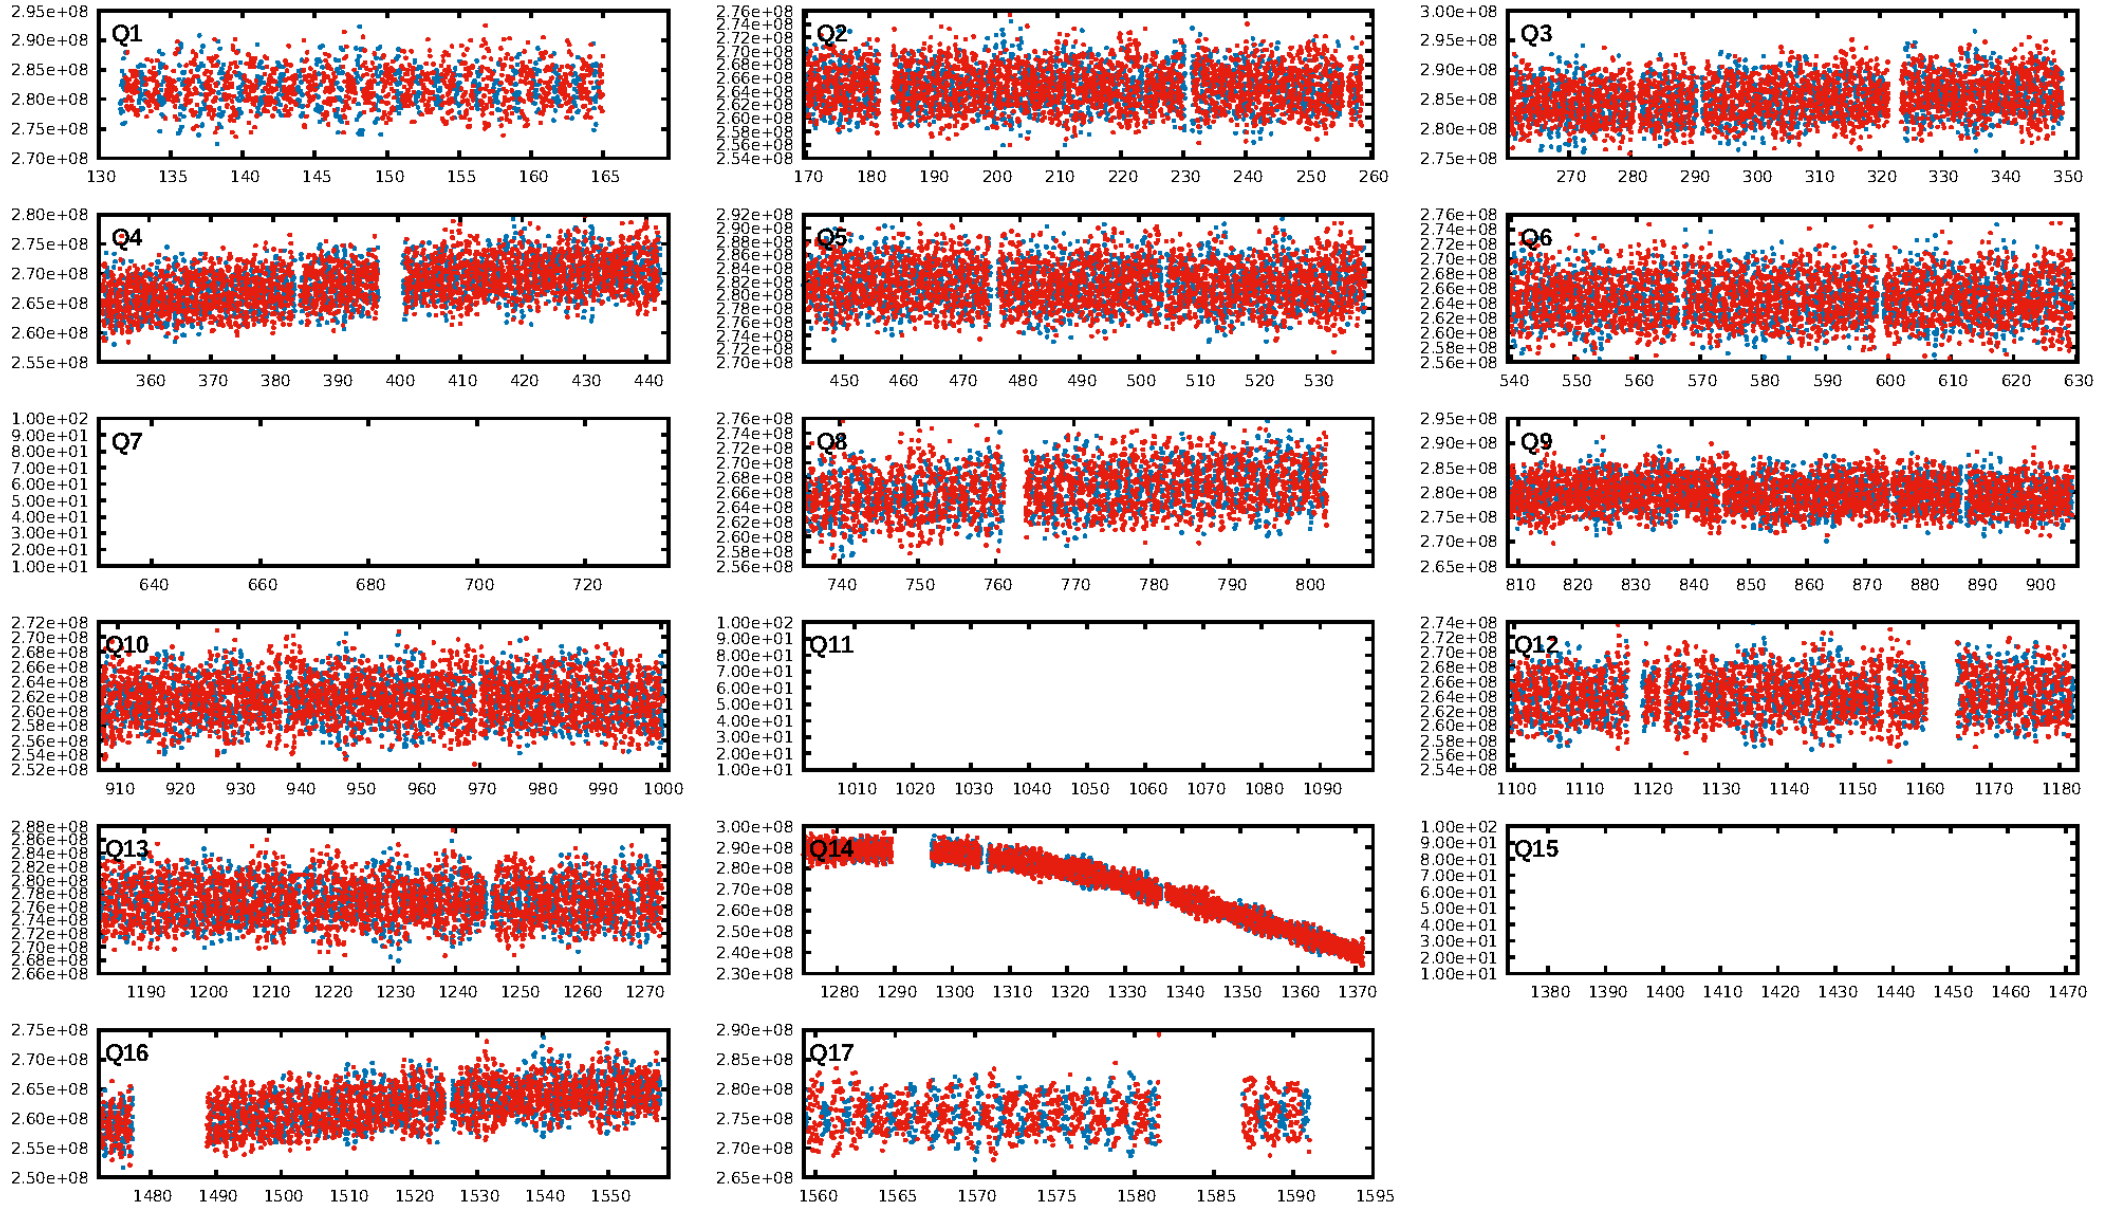 Q1
2.95e+08
2.90e+08
2.85e+08
2.80e+08
2.75e+08
2.70e+08
130 135 140 145 150 155 160 165
Q2
2.76e+08
2.74e+08
2.72e+08
2.70e+08
2.68e+08
2.66e+08
2.64e+08
2.62e+08
2.60e+08
2.58e+08
2.56e+08
2.54e+08
170 180 190 200 210 220 230 240 250 260
Q3
3.00e+08
2.95e+08
2.90e+08
2.85e+08
2.80e+08
2.75e+08
270 280 290 300 310 320 330 340 350
Q4
2.80e+08
2.75e+08
2.70e+08
2.65e+08
2.60e+08
2.55e+08
360 370 380 390 400 410 420 430 440
Q5
2.92e+08
2.90e+08
2.88e+08
2.86e+08
2.84e+08
2.82e+08
2.80e+08
2.78e+08
2.76e+08
2.74e+08
2.72e+08
2.70e+08
450 460 470 480 490 500 510 520 530
Q6
2.76e+08
2.74e+08
2.72e+08
2.70e+08
2.68e+08
2.66e+08
2.64e+08
2.62e+08
2.60e+08
2.58e+08
2.56e+08
540 550 560 570 580 590 600 610 620 630
Q7
1.00e+02
9.00e+01
8.00e+01
7.00e+01
6.00e+01
5.00e+01
4.00e+01
3.00e+01
2.00e+01
1.00e+01
640 660 680 700 720
Q8
2.76e+08
2.74e+08
2.72e+08
2.70e+08
2.68e+08
2.66e+08
2.64e+08
2.62e+08
2.60e+08
2.58e+08
2.56e+08
740 750 760 770 780 790 800
Q9
2.95e+08
2.90e+08
2.85e+08
2.80e+08
2.75e+08
2.70e+08
2.65e+08
810 820 830 840 850 860 870 880 890 900
Q10
2.72e+08
2.70e+08
2.68e+08
2.66e+08
2.64e+08
2.62e+08
2.60e+08
2.58e+08
2.56e+08
2.54e+08
2.52e+08
910 920 930 940 950 960 970 980 990 1000
Q11
1.00e+02
9.00e+01
8.00e+01
7.00e+01
6.00e+01
5.00e+01
4.00e+01
3.00e+01
2.00e+01
1.00e+01
1010 1020 1030 1040 1050 1060 1070 1080 1090
Q12
2.74e+08
2.72e+08
2.70e+08
2.68e+08
2.66e+08
2.64e+08
2.62e+08
2.60e+08
2.58e+08
2.56e+08
2.54e+08
1100 1110 1120 1130 1140 1150 1160 1170 1180
Q13
2.88e+08
2.86e+08
2.84e+08
2.82e+08
2.80e+08
2.78e+08
2.76e+08
2.74e+08
2.72e+08
2.70e+08
2.68e+08
2.66e+08
1190 1200 1210 1220 1230 1240 1250 1260 1270
Q14
3.00e+08
2.90e+08
2.80e+08
2.70e+08
2.60e+08
2.50e+08
2.40e+08
2.30e+08
1280 1290 1300 1310 1320 1330 1340 1350 1360 1370
Q15
1.00e+02
9.00e+01
8.00e+01
7.00e+01
6.00e+01
5.00e+01
4.00e+01
3.00e+01
2.00e+01
1.00e+01
1380 1390 1400 1410 1420 1430 1440 1450 1460 1470
Q16
2.75e+08
2.70e+08
2.65e+08
2.60e+08
2.55e+08
2.50e+08
1480 1490 1500 1510 1520 1530 1540 1550
Q17
2.90e+08
2.85e+08
2.80e+08
2.75e+08
2.70e+08
2.65e+08
1560 1565 1570 1575 1580 1585 1590 1595